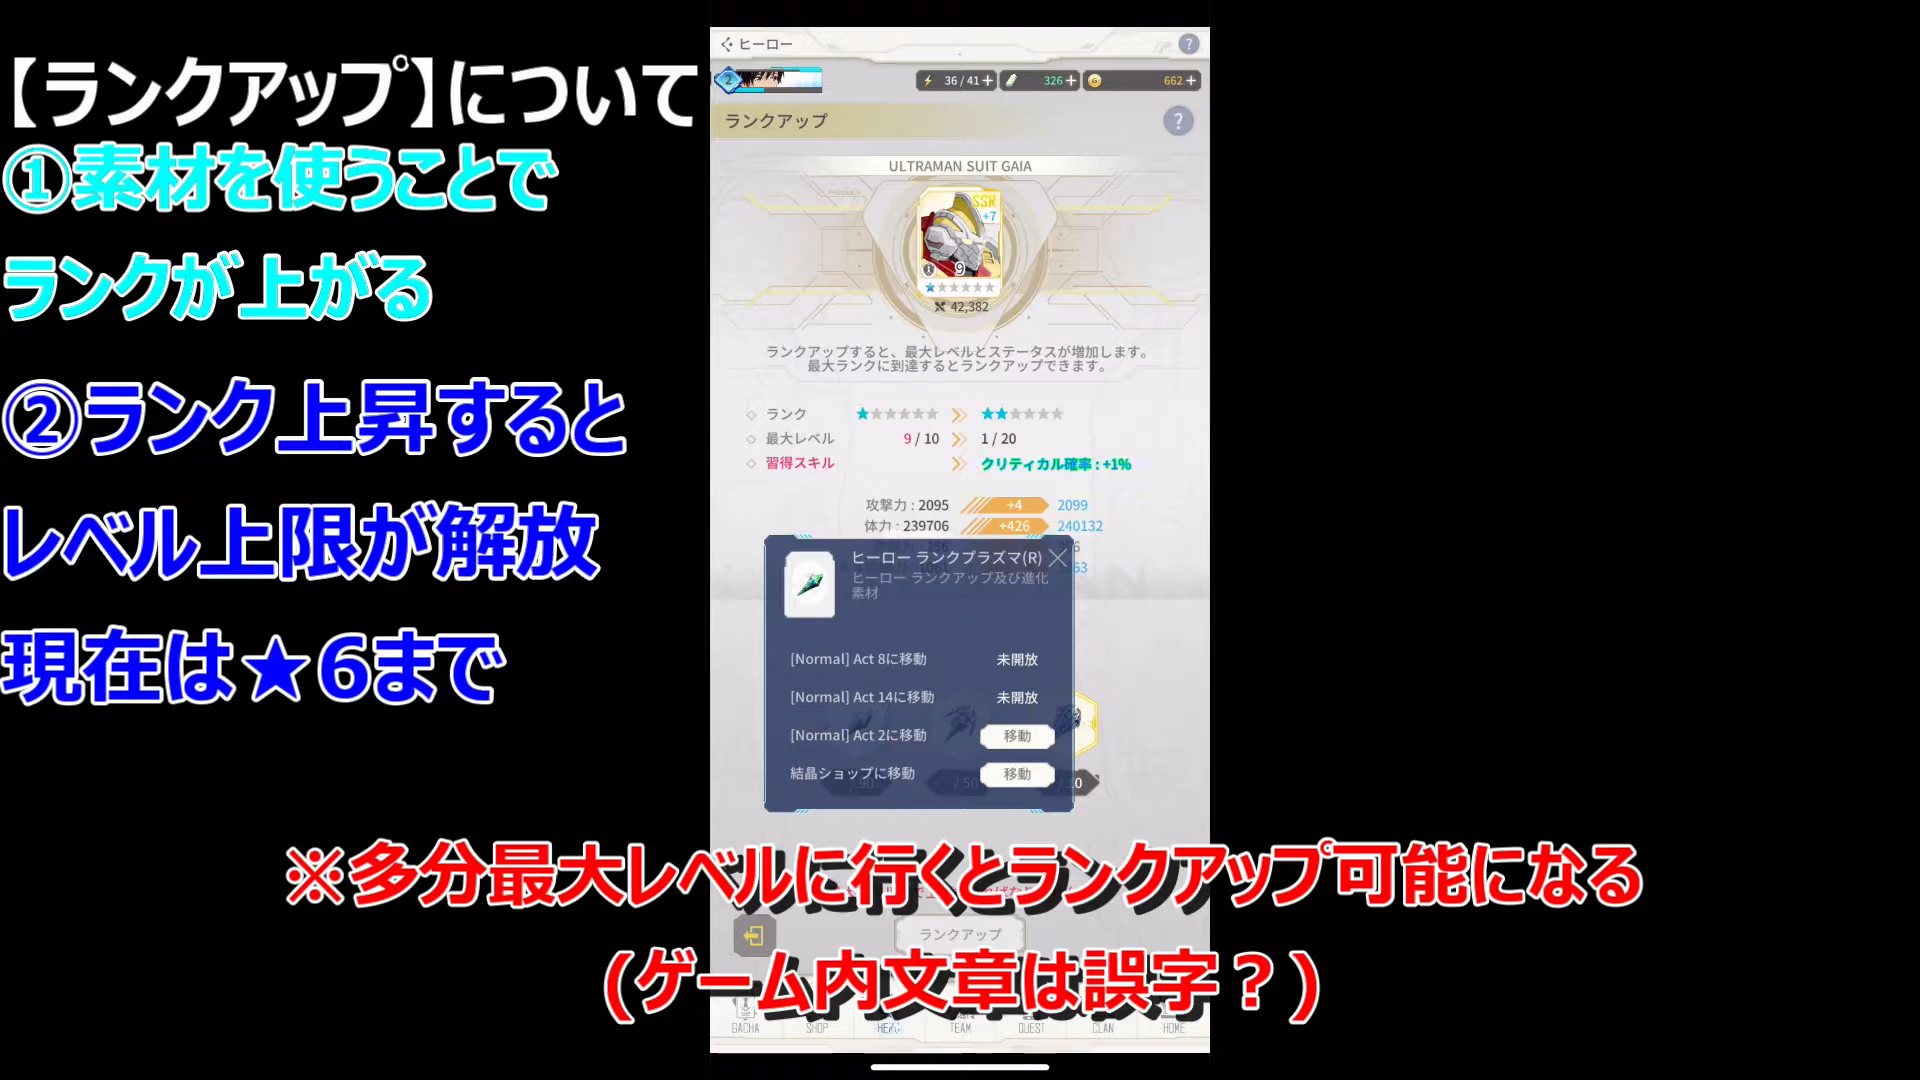 【ランクアップ】について
①素材を使うことで
ランクが上がる
②ランク上昇すると
レベル上限が解放
現在は★6まで
ヒーロー
?
2
36/41+
326+
G 662+
ランクアップ
?
ULTRAMAN SUIT GAIA
SSR
+7
9
42,382
ランクアップすると、最大レベルとステータスが増加します。
最大ランクに到達するとランクアップできます。
ランク ★☆☆☆☆☆ ★★☆☆☆☆
最大レベル 9 / 10 1 / 20
習得スキル クリティカル確率 : +1%
攻撃力 : 2095 +4 2099
体力 : 239706 +426 240132
ヒーロー ランクプラズマ(R)
ヒーロー ランクアップ及び進化
素材
[Normal] Act 8に移動 未開放
[Normal] Act 14に移動 未開放
[Normal] Act 2に移動 移動
結晶ショップに移動 移動
※多分最大レベルに行くとランクアップ可能になる
ランクアップ
(ゲーム内文章は誤字？)
GACHA SHOP HERO TEAM QUEST CLAN HOME